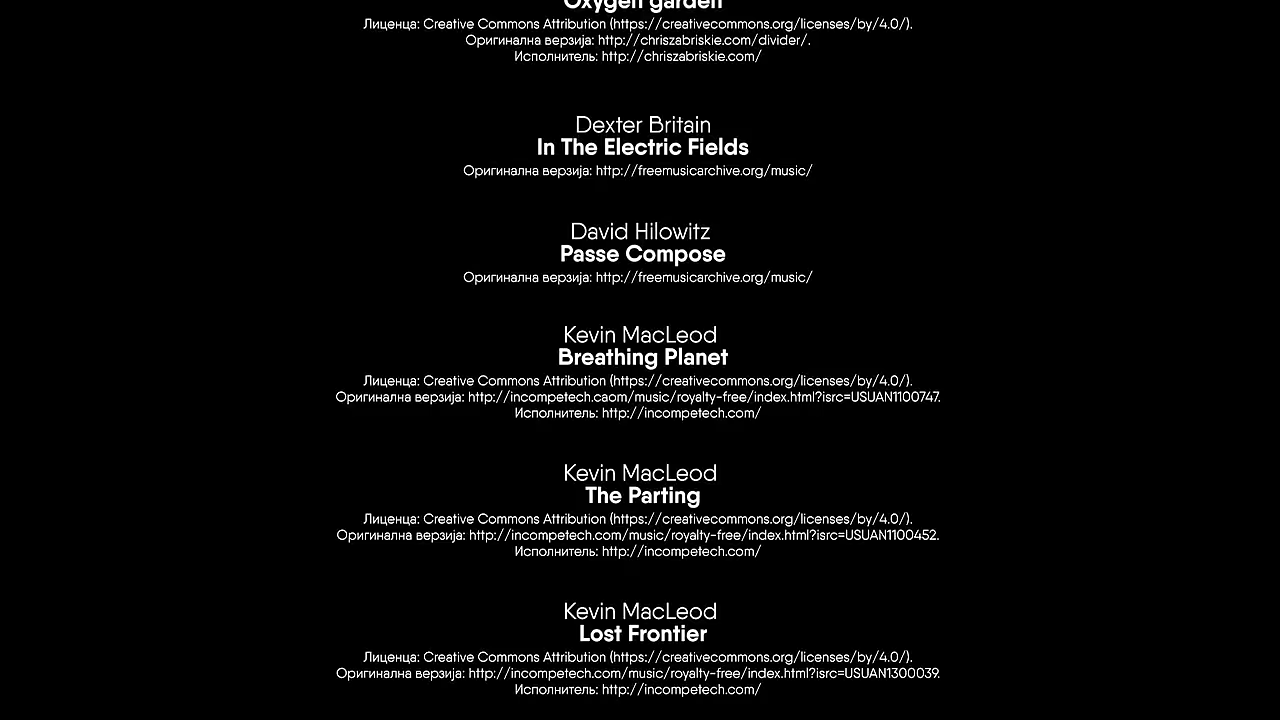 Oxygen garden
Лиценца: Creative Commons Attribution (https://creativecommons.org/licenses/by/4.0/).
Оригинална верзија: http://chriszabriskie.com/divider/.
Исполнитель: http://chriszabriskie.com/
Dexter Britain
In The Electric Fields
Оригинална верзија: http://freemusicarchive.org/music/
David Hilowitz
Passe Compose
Оригинална верзија: http://freemusicarchive.org/music/
Kevin MacLeod
Breathing Planet
Лиценца: Creative Commons Attribution (https://creativecommons.org/licenses/by/4.0/).
Оригинална верзија: http://incompetech.caom/music/royalty-free/index.html?isrc=USUAN1100747.
Исполнитель: http://incompetech.com/
Kevin MacLeod
The Parting
Лиценца: Creative Commons Attribution (https://creativecommons.org/licenses/by/4.0/).
Оригинална верзија: http://incompetech.com/music/royalty-free/index.html?isrc=USUAN1100452.
Исполнитель: http://incompetech.com/
Kevin MacLeod
Lost Frontier
Лиценца: Creative Commons Attribution (https://creativecommons.org/licenses/by/4.0/).
Оригинална верзија: http://incompetech.com/music/royalty-free/index.html?isrc=USUAN1300039.
Исполнитель: http://incompetech.com/